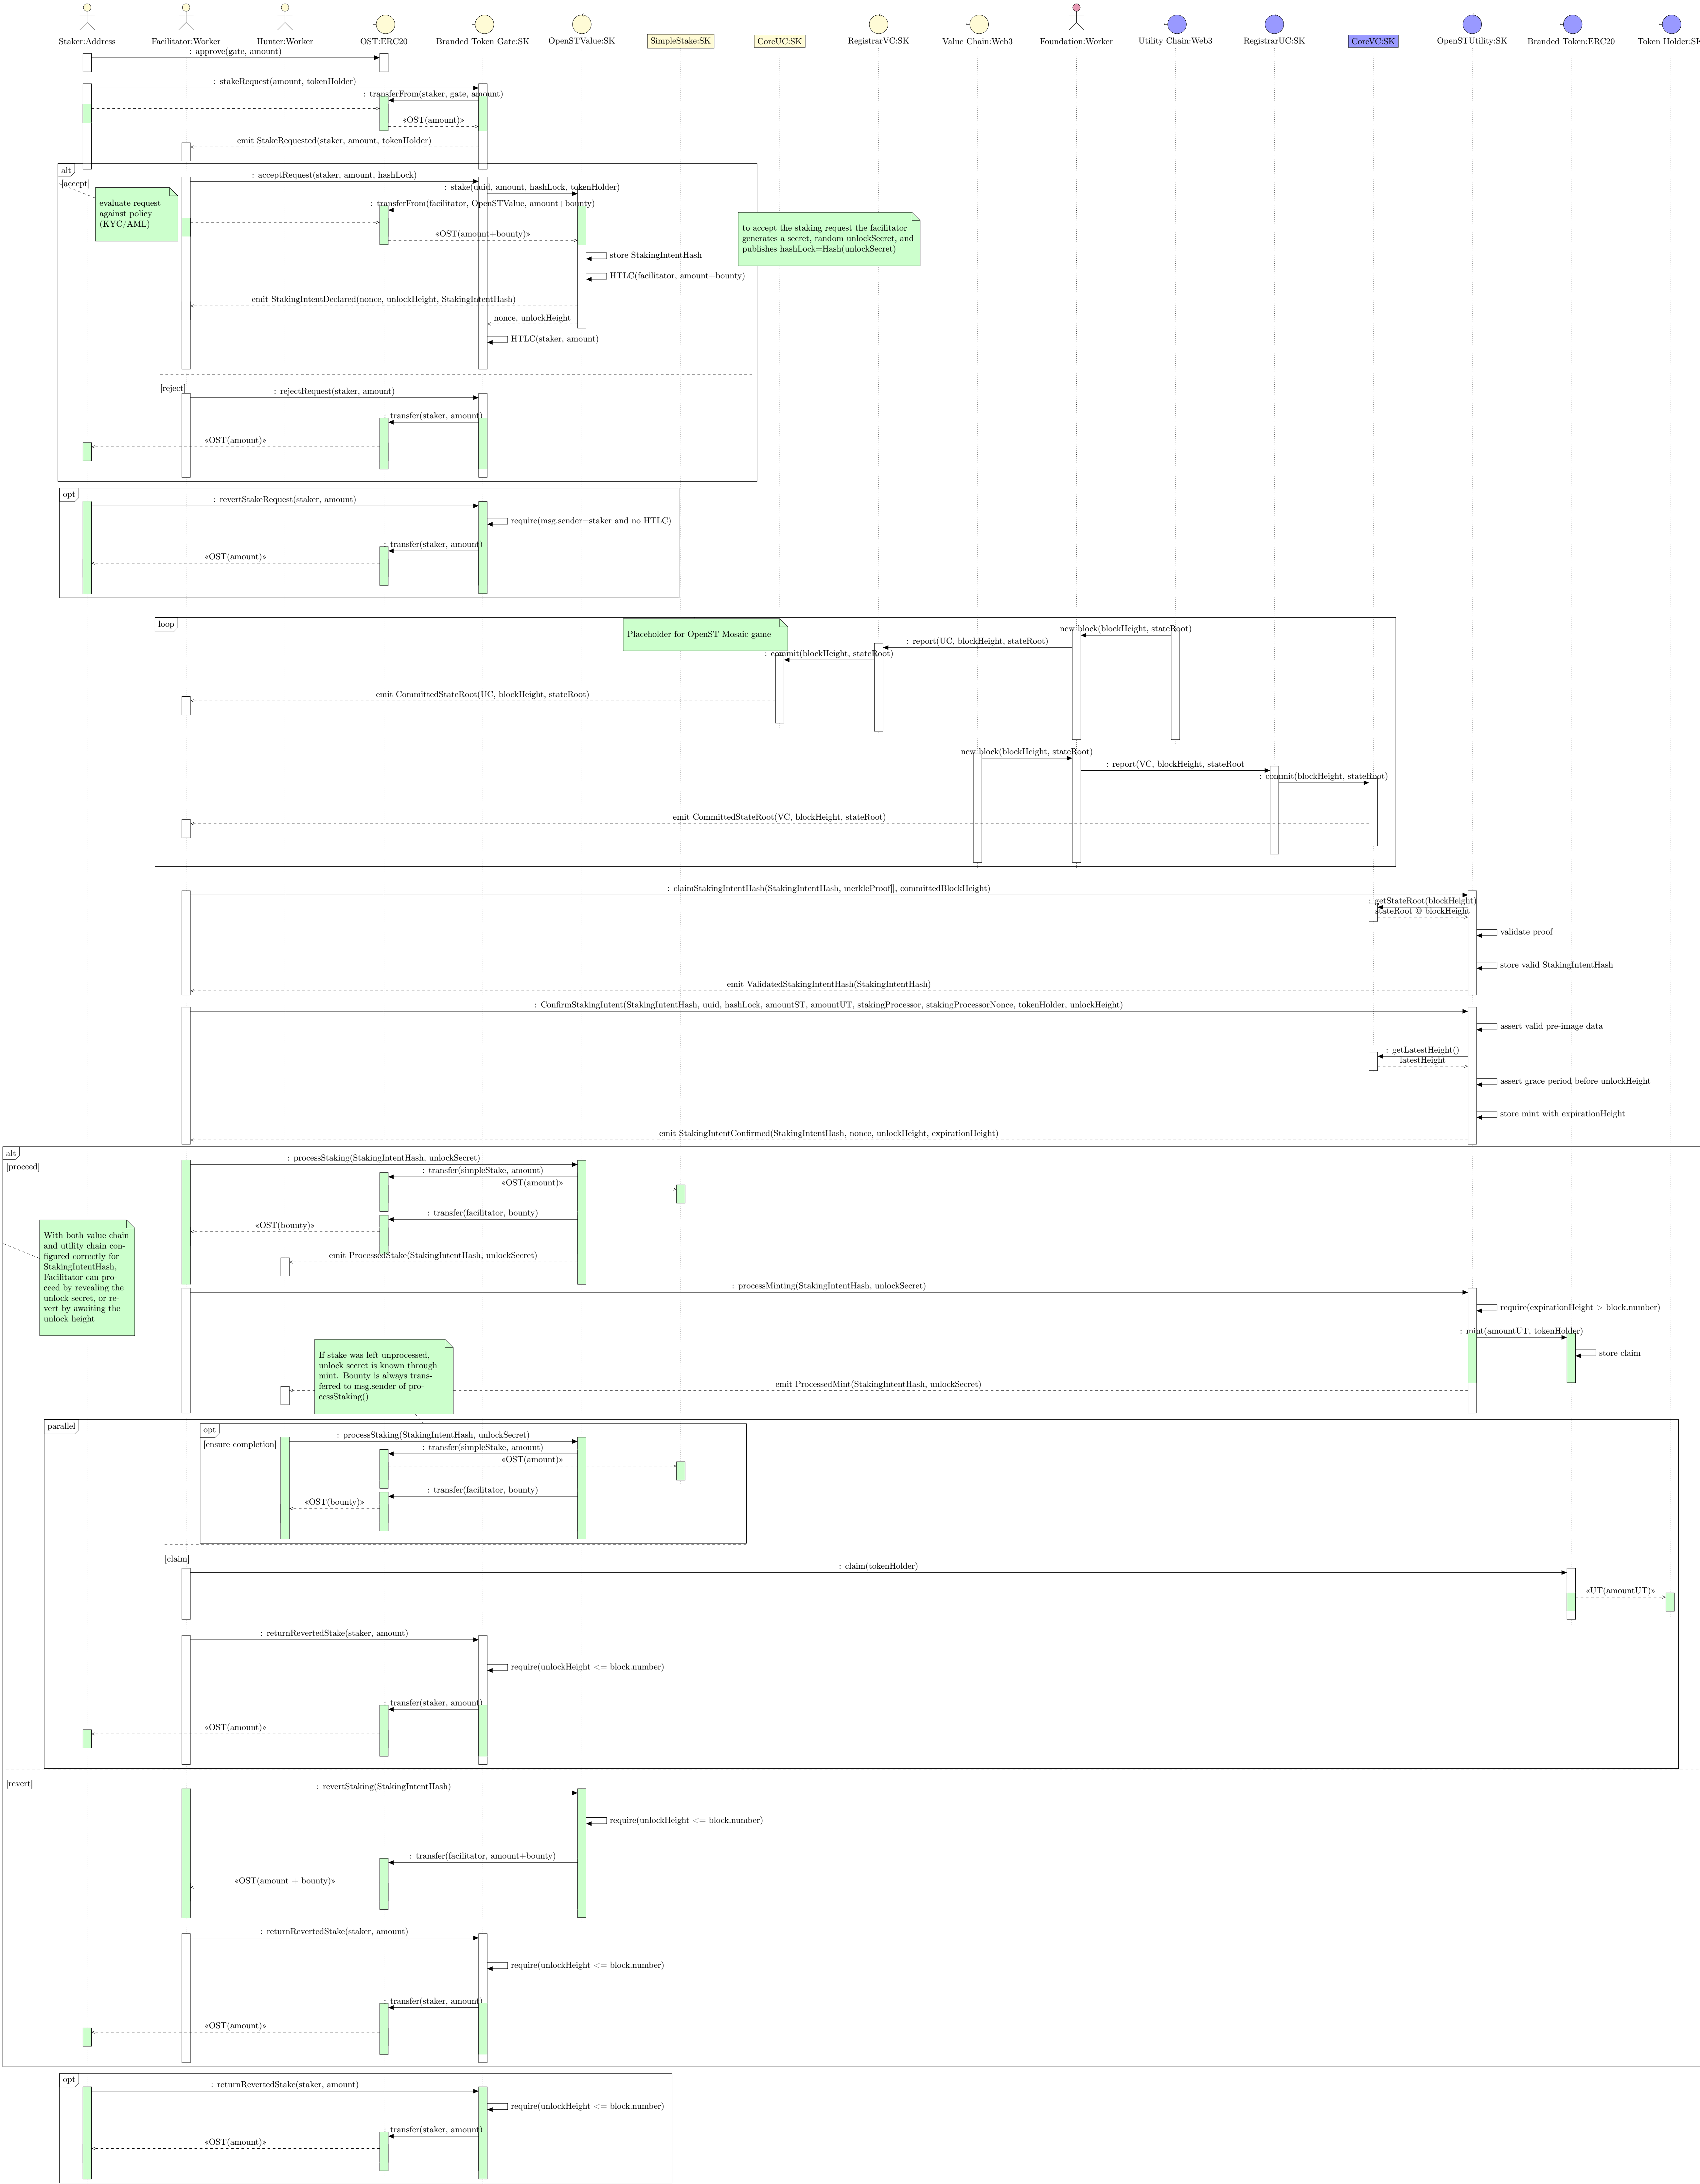 Staker:Address
Facilitator:Worker
Hunter:Worker
OST:ERC20
Branded Token Gate:SK
OpenSTValue:SK
SimpleStake:SK
CoreUC:SK
RegistrarVC:SK
Value Chain:Web3
Foundation:Worker
Utility Chain:Web3
RegistrarUC:SK
CoreVC:SK
OpenSTUtility:SK
Branded Token:ERC20
Token Holder:SK
: approve(gate, amount)
: stakeRequest(amount, tokenHolder)
: transferFrom(staker, gate, amount)
«OST(amount)»
emit StakeRequested(staker, amount, tokenHolder)
alt
[accept]
: acceptRequest(staker, amount, hashLock)
: stake(uuid, amount, hashLock, tokenHolder)
evaluate request
against policy
(KYC/AML)
: transferFrom(facilitator, OpenSTValue, amount+bounty)
to accept the staking request the facilitator
generates a secret, random unlockSecret, and
publishes hashLock=Hash(unlockSecret)
«OST(amount+bounty)»
store StakingIntentHash
HTLC(facilitator, amount+bounty)
emit StakingIntentDeclared(nonce, unlockHeight, StakingIntentHash)
nonce, unlockHeight
HTLC(staker, amount)
[reject]
: rejectRequest(staker, amount)
: transfer(staker, amount)
«OST(amount)»
opt
: revertStakeRequest(staker, amount)
require(msg.sender=staker and no HTLC)
: transfer(staker, amount)
«OST(amount)»
loop
Placeholder for OpenST Mosaic game
new block(blockHeight, stateRoot)
: report(UC, blockHeight, stateRoot)
: commit(blockHeight, stateRoot)
emit CommittedStateRoot(UC, blockHeight, stateRoot)
new block(blockHeight, stateRoot)
: report(VC, blockHeight, stateRoot
: commit(blockHeight, stateRoot)
emit CommittedStateRoot(VC, blockHeight, stateRoot)
: claimStakingIntentHash(StakingIntentHash, merkleProof[], committedBlockHeight)
: getStateRoot(blockHeight)
stateRoot @ blockHeight
validate proof
store valid StakingIntentHash
emit ValidatedStakingIntentHash(StakingIntentHash)
: ConfirmStakingIntent(StakingIntentHash, uuid, hashLock, amountST, amountUT, stakingProcessor, stakingProcessorNonce, tokenHolder, unlockHeight)
assert valid pre-image data
: getLatestHeight()
latestHeight
assert grace period before unlockHeight
store mint with expirationHeight
emit StakingIntentConfirmed(StakingIntentHash, nonce, unlockHeight, expirationHeight)
alt
[proceed]
: processStaking(StakingIntentHash, unlockSecret)
: transfer(simpleStake, amount)
«OST(amount)»
: transfer(facilitator, bounty)
«OST(bounty)»
With both value chain
and utility chain con-
figured correctly for
StakingIntentHash,
Facilitator can pro-
ceed by revealing the
unlock secret, or re-
vert by awaiting the
unlock height
emit ProcessedStake(StakingIntentHash, unlockSecret)
: processMinting(StakingIntentHash, unlockSecret)
require(expirationHeight > block.number)
: mint(amountUT, tokenHolder)
store claim
If stake was left unprocessed,
unlock secret is known through
mint. Bounty is always trans-
ferred to msg.sender of pro-
cessStaking()
emit ProcessedMint(StakingIntentHash, unlockSecret)
parallel
opt
[ensure completion]
: processStaking(StakingIntentHash, unlockSecret)
: transfer(simpleStake, amount)
«OST(amount)»
: transfer(facilitator, bounty)
«OST(bounty)»
[claim]
: claim(tokenHolder)
«UT(amountUT)»
: returnRevertedStake(staker, amount)
require(unlockHeight <= block.number)
: transfer(staker, amount)
«OST(amount)»
[revert]
: revertStaking(StakingIntentHash)
require(unlockHeight <= block.number)
: transfer(facilitator, amount+bounty)
«OST(amount + bounty)»
: returnRevertedStake(staker, amount)
require(unlockHeight <= block.number)
: transfer(staker, amount)
«OST(amount)»
opt
: returnRevertedStake(staker, amount)
require(unlockHeight <= block.number)
: transfer(staker, amount)
«OST(amount)»